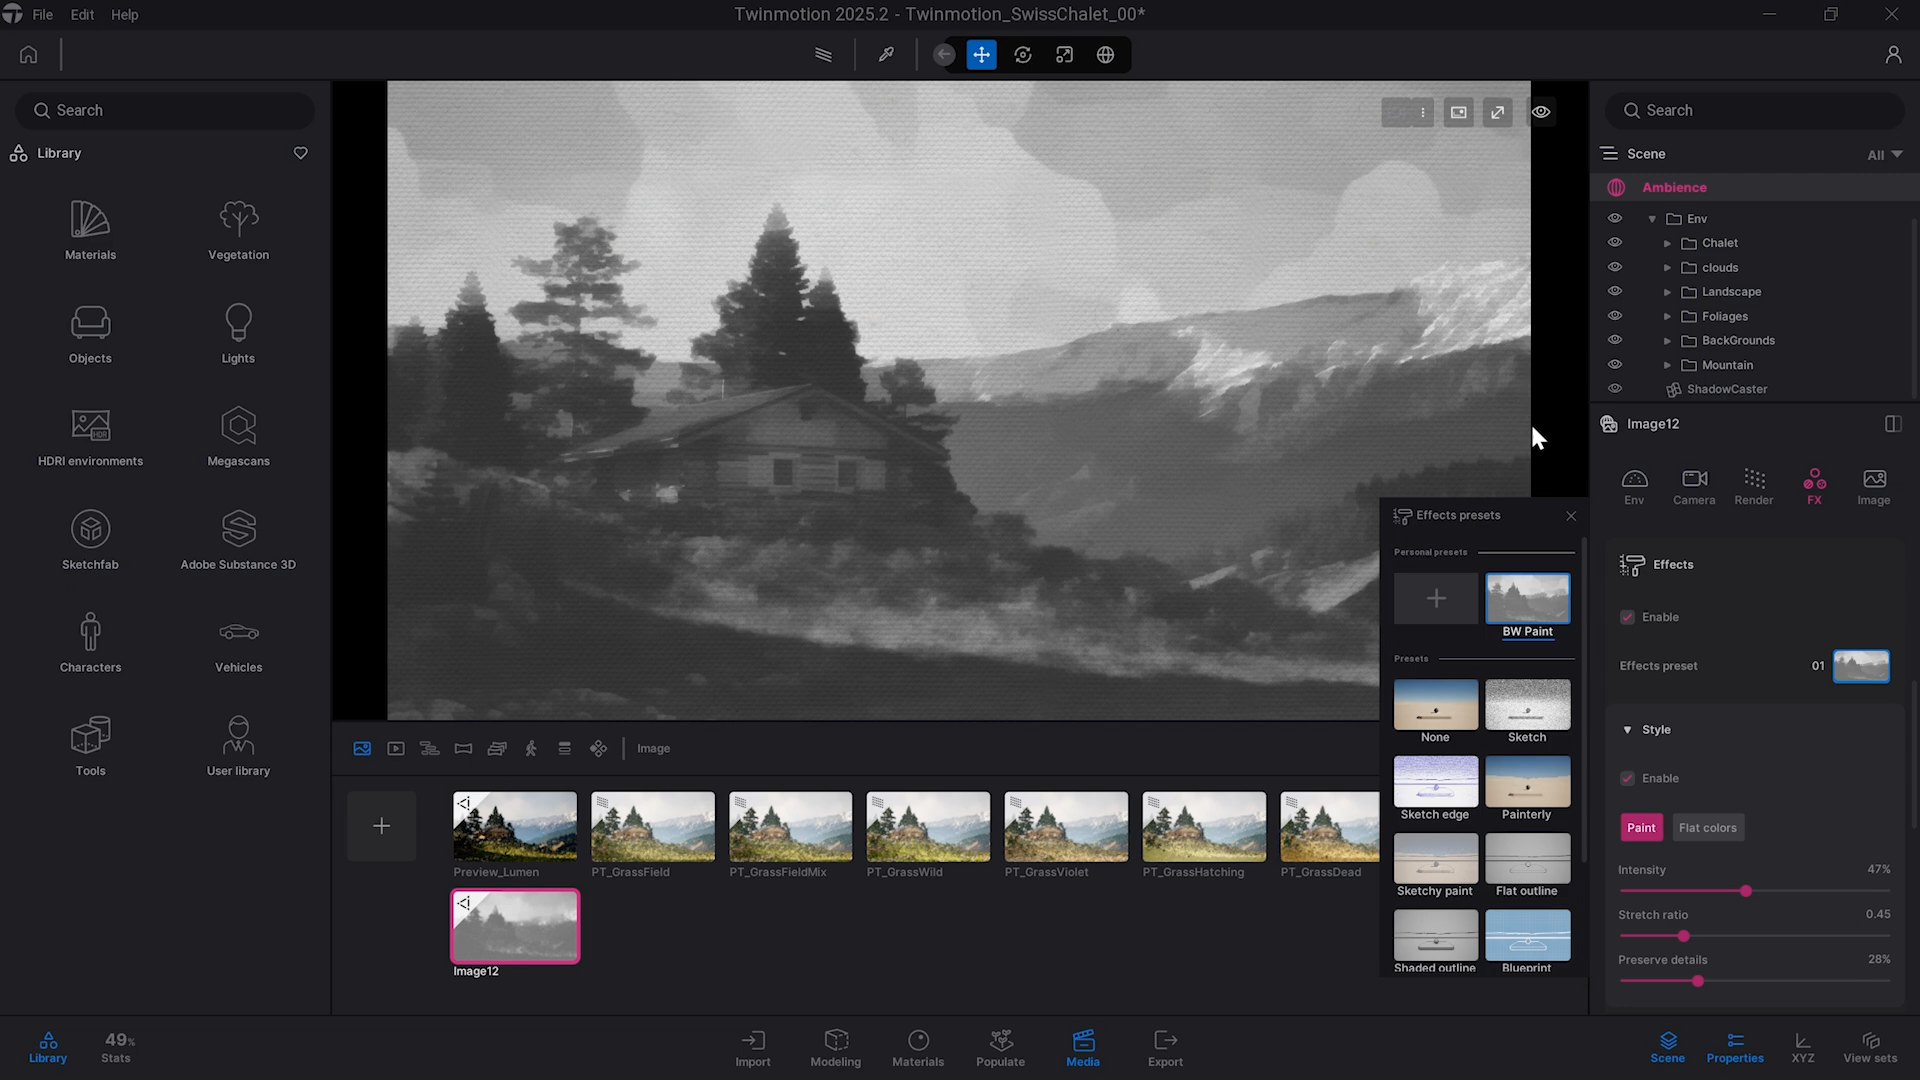 File Edit Help
Twinmotion 2025.2 - Twinmotion_SwissChalet_00*
Search
Library
Materials
Vegetation
Objects
Lights
HDR
HDRI environments
Megascans
Sketchfab
Adobe Substance 3D
Characters
Vehicles
Tools
User library
Image
Preview_Lumen
PT_GrassField
PT_GrassFieldMix
PT_GrassWild
PT_GrassViolet
PT_GrassHatching
PT_GrassDead
Image12
Effects presets
Personal presets
BW Paint
Presets
None
Sketch
Sketch edge
Painterly
Sketchy paint
Flat outline
Shaded outline
Blueprint
Search
Scene
All
Ambience
Env
Chalet
clouds
Landscape
Foliages
BackGrounds
Mountain
ShadowCaster
Image12
Env
Camera
Render
FX
Image
Effects
Enable
Effects preset 01
Style
Enable
Paint
Flat colors
Intensity 47%
Stretch ratio 0.45
Preserve details 28%
Library
49%
Stats
Import
Modeling
Materials
Populate
Media
Export
Scene
Properties
XYZ
View sets